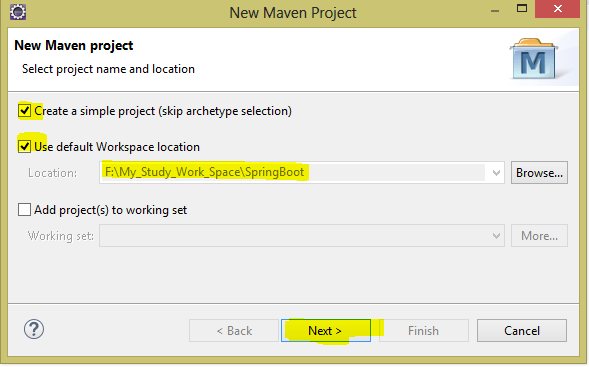 New Maven Project
New Maven project
Select project name and location
M
Create a simple project (skip archetype selection)
Use default Workspace location
Location: F:\My_Study_Work_Space\SpringBoot Browse...
Add project(s) to working set
Working set: More...
? < Back Next > Finish Cancel